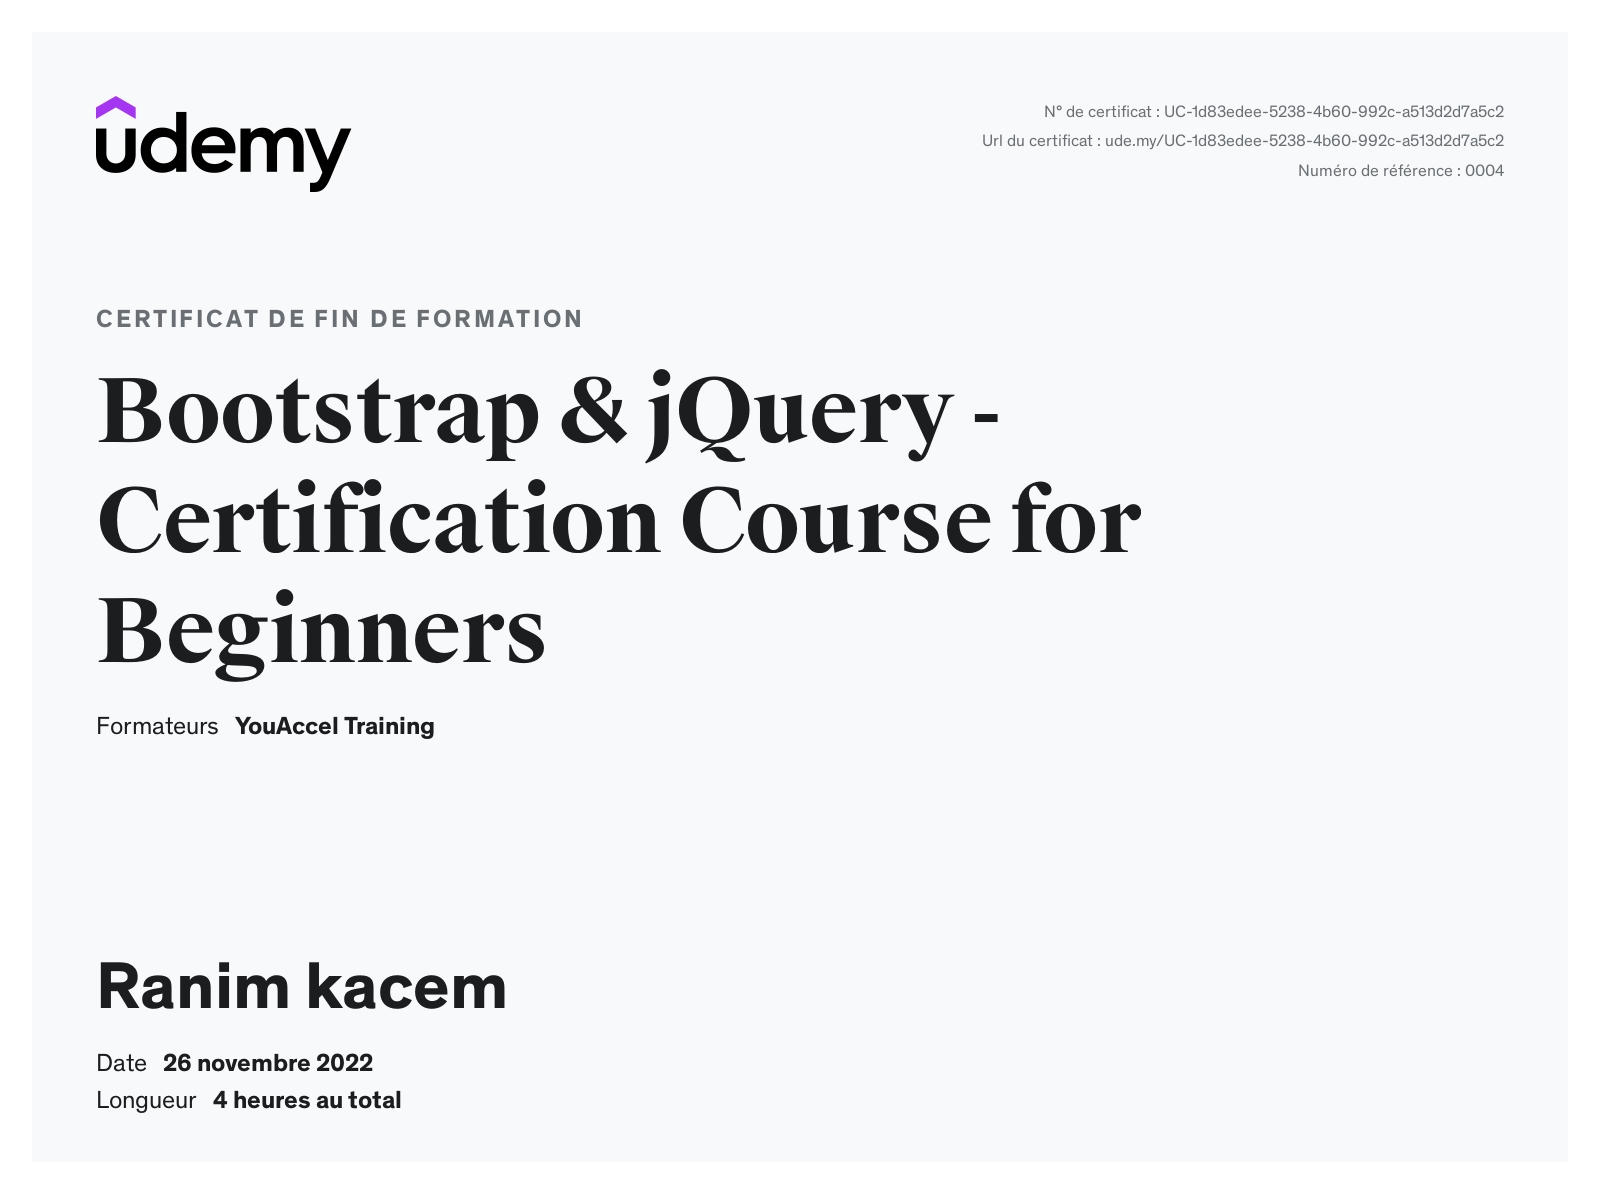 udemy
N° de certificat : UC-1d83edee-5238-4b60-992c-a513d2d7a5c2
Url du certificat : ude.my/UC-1d83edee-5238-4b60-992c-a513d2d7a5c2
Numéro de référence : 0004
CERTIFICAT DE FIN DE FORMATION
Bootstrap & jQuery -
Certification Course for
Beginners
Formateurs YouAccel Training
Ranim kacem
Date 26 novembre 2022
Longueur 4 heures au total